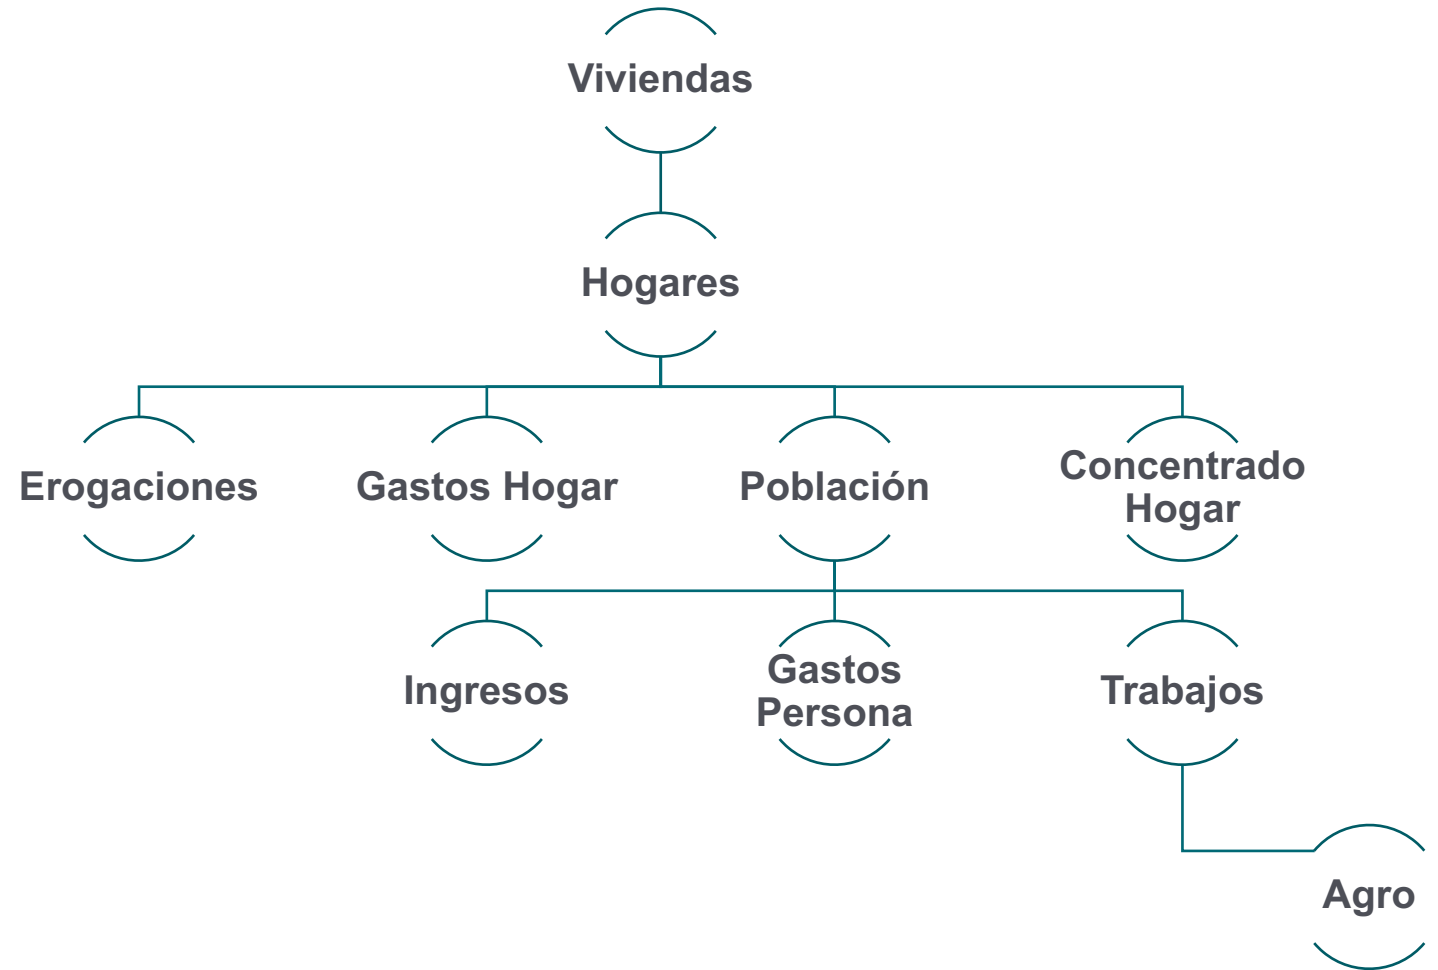 Viviendas
Hogares
Erogaciones
Gastos Hogar
Población
Concentrado
Hogar
Ingresos
Gastos
Persona
Trabajos
Agro